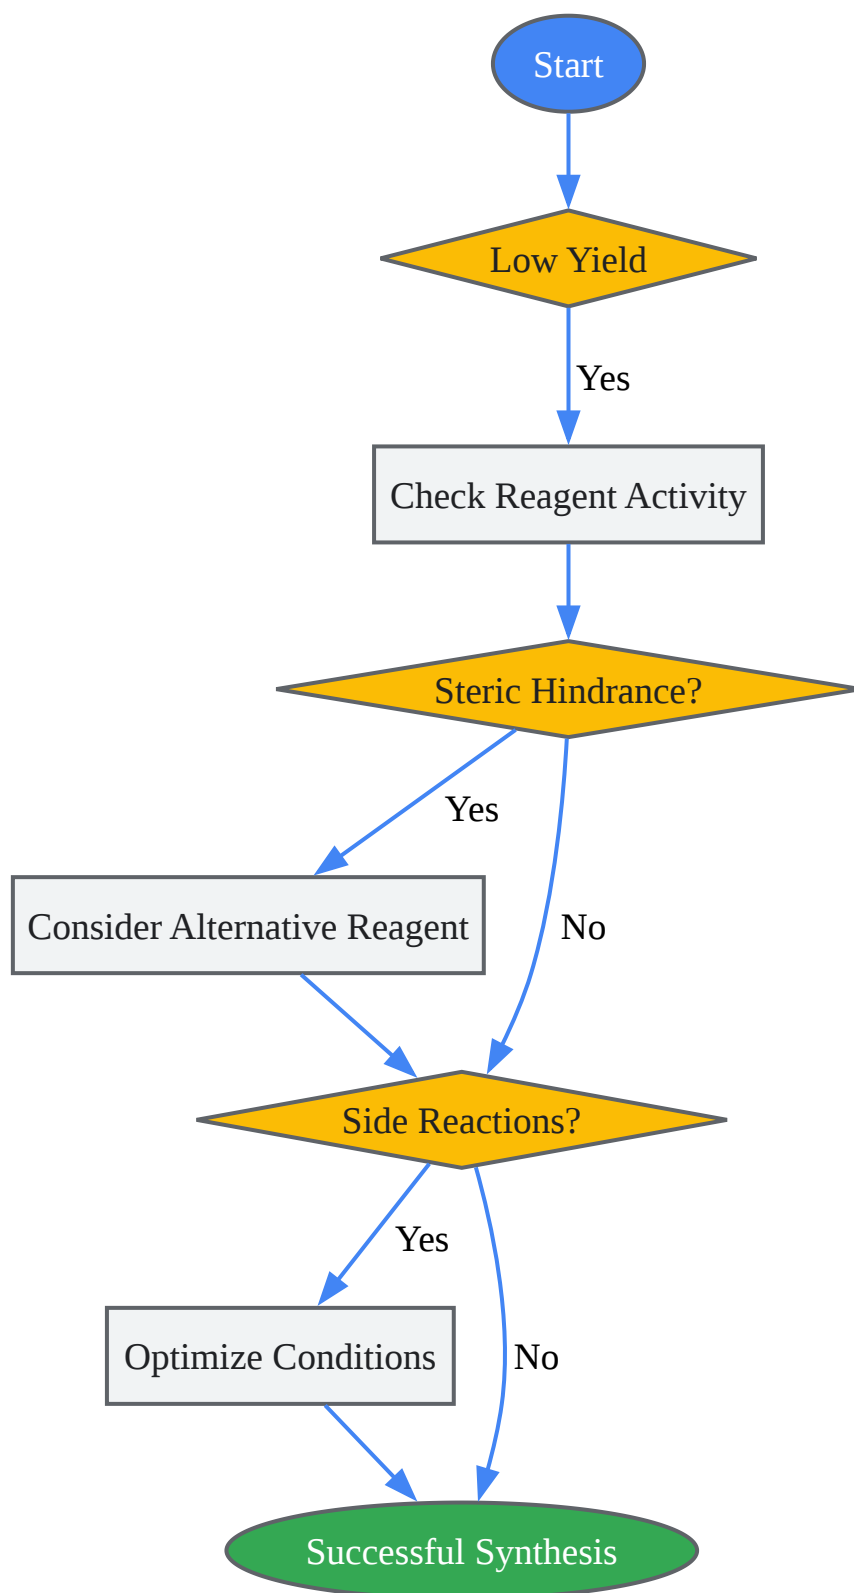 Start
Low Yield
Yes
Check Reagent Activity
Steric Hindrance?
Yes
Consider Alternative Reagent
No
Side Reactions?
Yes
Optimize Conditions
No
Successful Synthesis